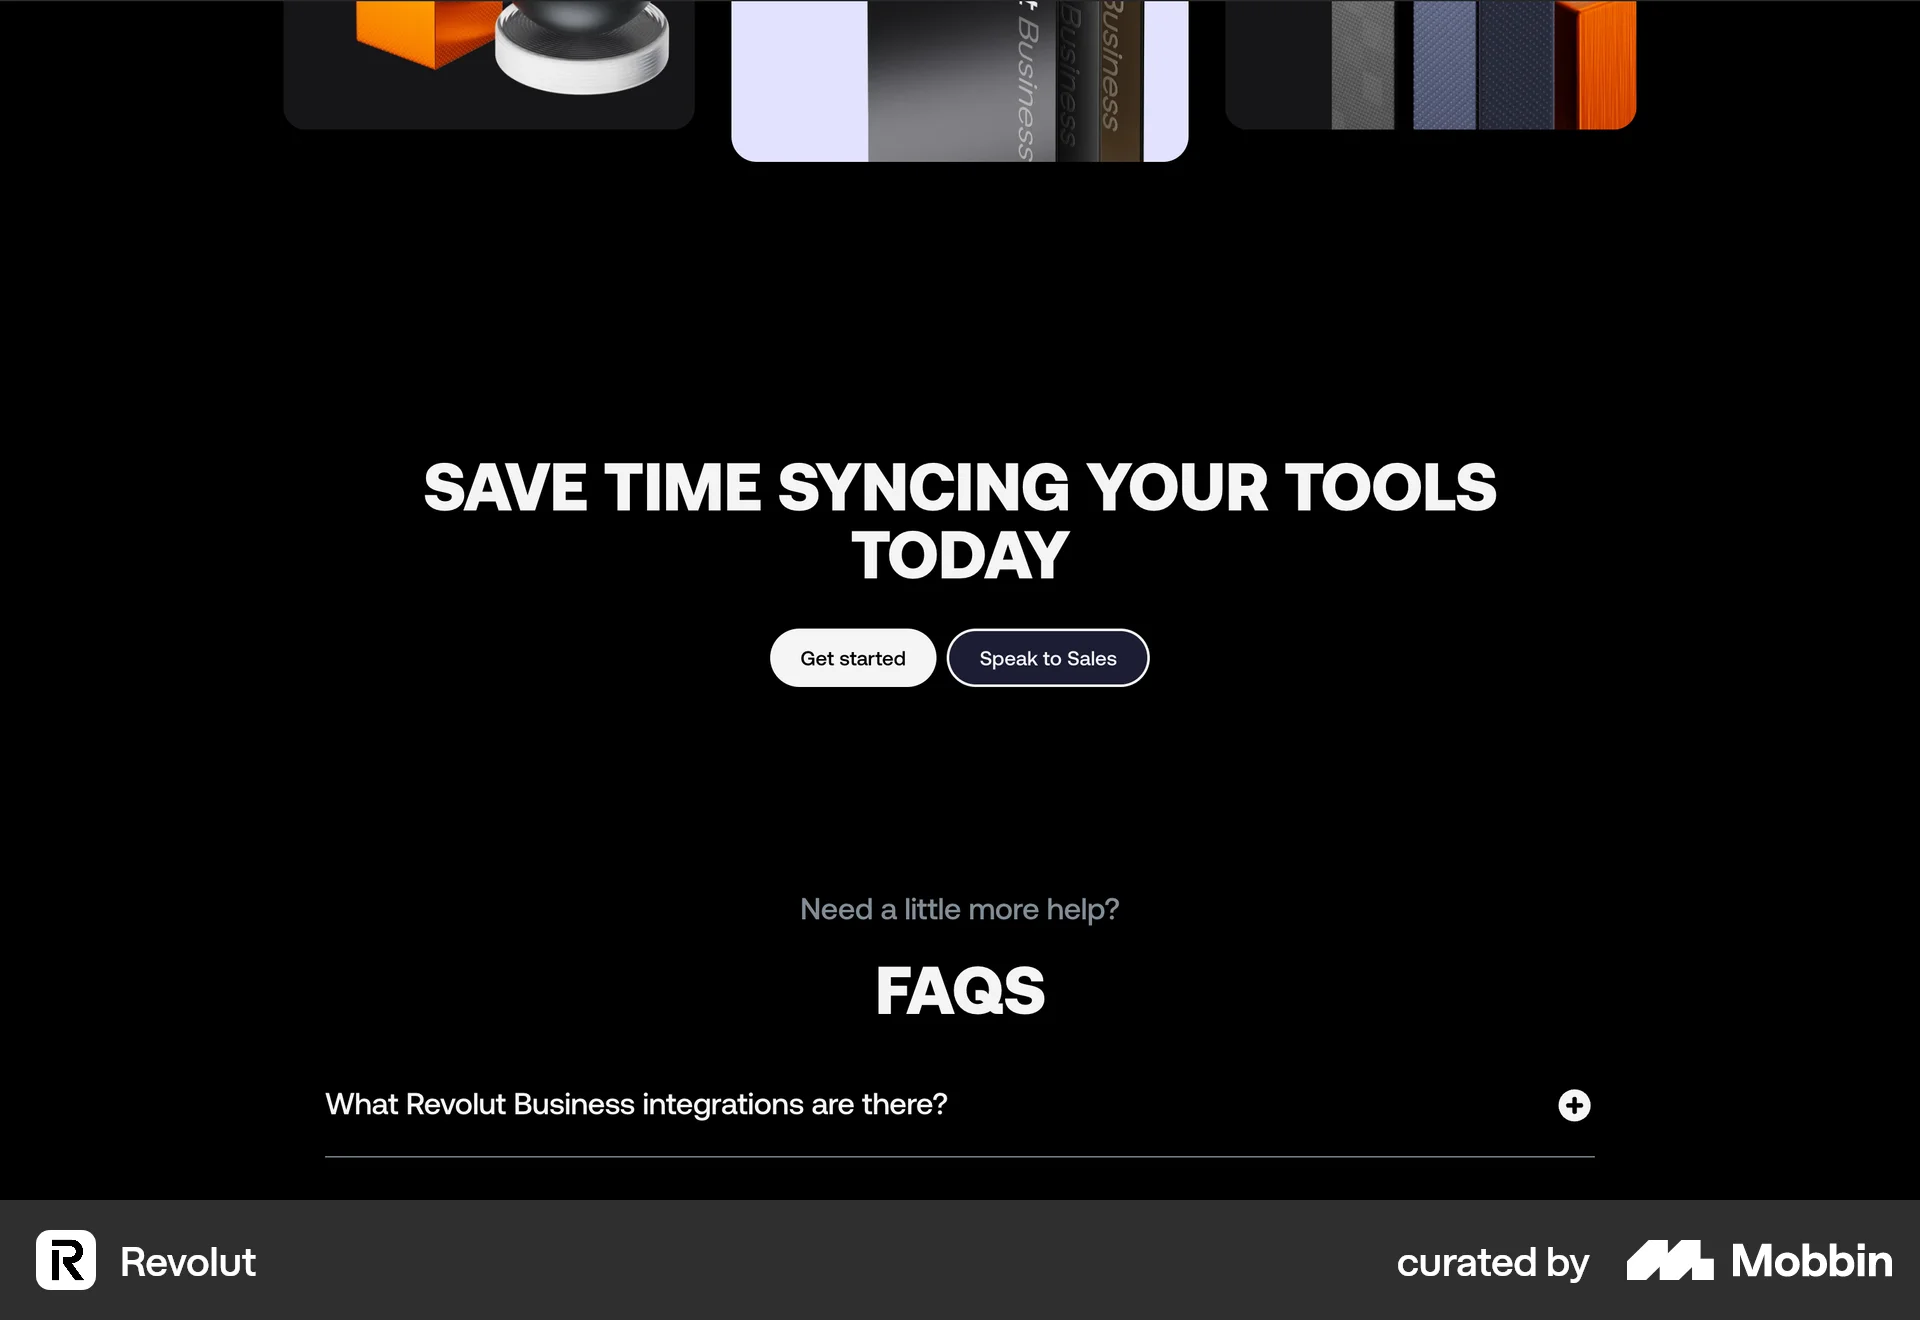 Business
Business
Business
SAVE TIME SYNCING YOUR TOOLS
TODAY
Get started
Speak to Sales
Need a little more help?
FAQS
What Revolut Business integrations are there?
Revolut
curated by
Mobbin